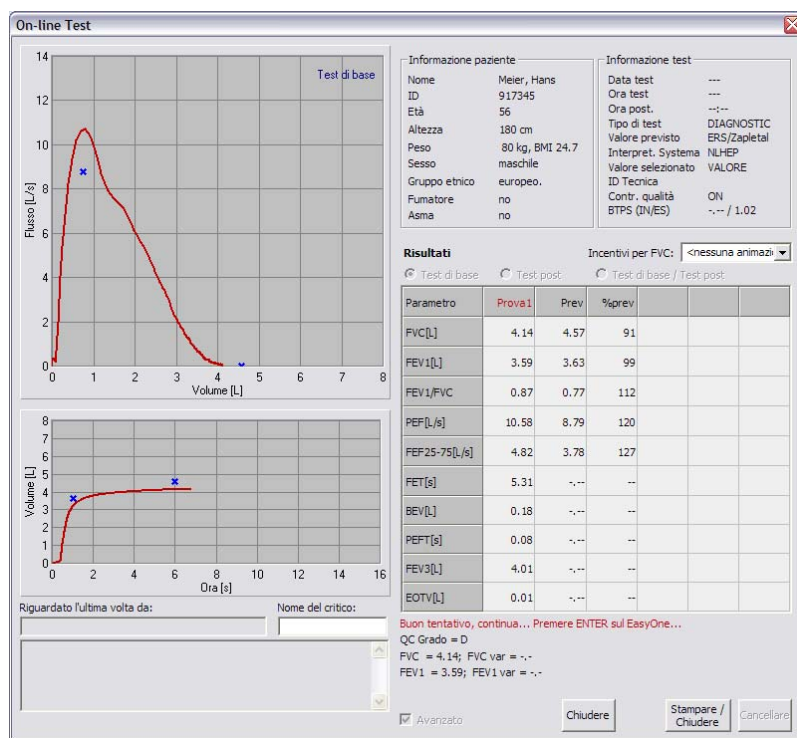 On-line Test
Test di base
14
12
10
8
6
4
2
0
Flusso [L/s]
0 1 2 3 4 5 6 7 8
Volume [L]
8
7
6
5
4
3
2
1
0
Volume [L]
0 2 4 6 8 10 12 14 16
Ora [s]
Riguardato l'ultima volta da:
Nome del critico:
Informazione paziente
Nome Meier, Hans
ID 917345
Età 56
Altezza 180 cm
Peso 80 kg, BMI 24.7
Sesso maschile
Gruppo etnico europeo.
Fumatore no
Asma no
Informazione test
Data test ---
Ora test ---
Ora post. --:--
Tipo di test DIAGNOSTIC
Valore previsto ERS/Zapletal
Interpret. Systema NLHEP
Valore selezionato VALORE
ID Tecnica
Contr. qualità ON
BTPS (IN/ES) -.-- / 1.02
Risultati
Incentivi per FVC: <nessuna animazi
Test di base Test post Test di base / Test post
Parametro Prova1 Prev %prev
FVC[L] 4.14 4.57 91
FEV1[L] 3.59 3.63 99
FEV1/FVC 0.87 0.77 112
PEF[L/s] 10.58 8.79 120
FEF25-75[L/s] 4.82 3.78 127
FET[s] 5.31 -.-- --
BEV[L] 0.18 -.-- --
PEFT[s] 0.08 -.-- --
FEV3[L] 4.01 -.-- --
EOTV[L] 0.01 -.-- --
Buon tentativo, continua... Premere ENTER sul EasyOne...
QC Grado = D
FVC = 4.14; FVC var = -.-
FEV1 = 3.59; FEV1 var = -.-
Avanzato
Chiudere
Stampare /
Chiudere
Cancellare